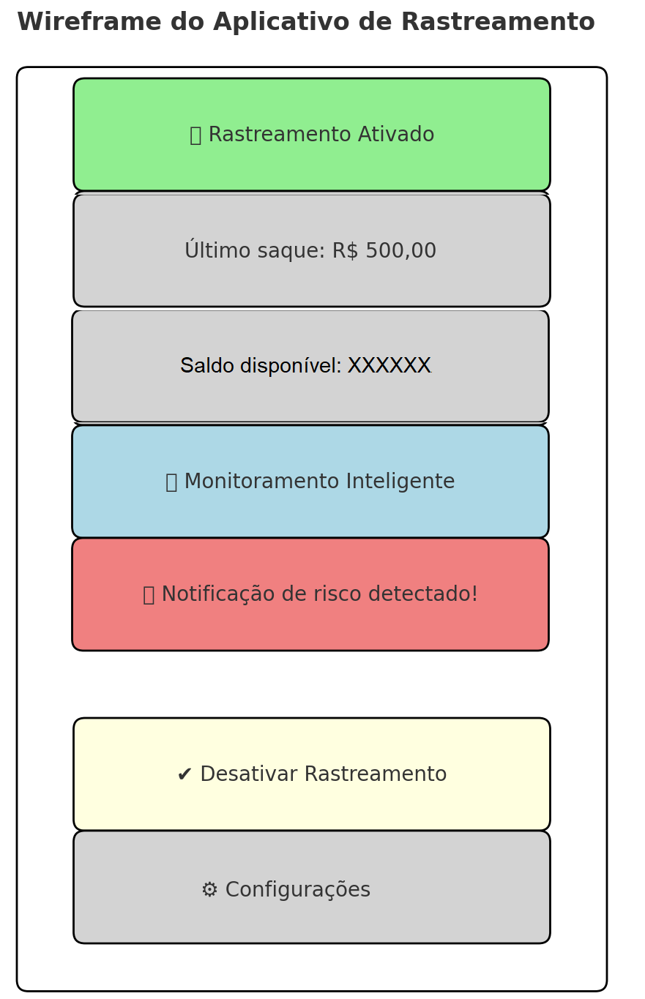 Wireframe do Aplicativo de Rastreamento
▯ Rastreamento Ativado
Último saque: R$ 500,00
Saldo disponível: XXXXXX
▯ Monitoramento Inteligente
▯ Notificação de risco detectado!
✔ Desativar Rastreamento
⚙ Configurações